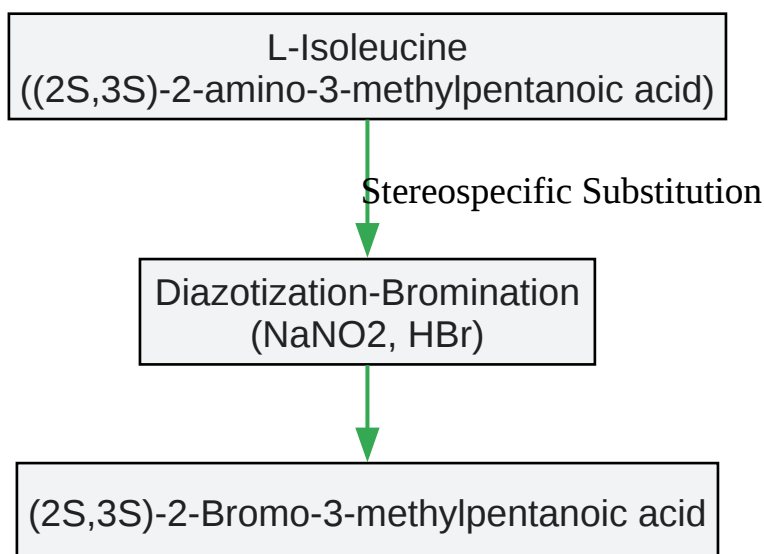 L-Isoleucine
((2S,3S)-2-amino-3-methylpentanoic acid)
Stereospecific Substitution
Diazotization-Bromination
(NaNO2, HBr)
(2S,3S)-2-Bromo-3-methylpentanoic acid